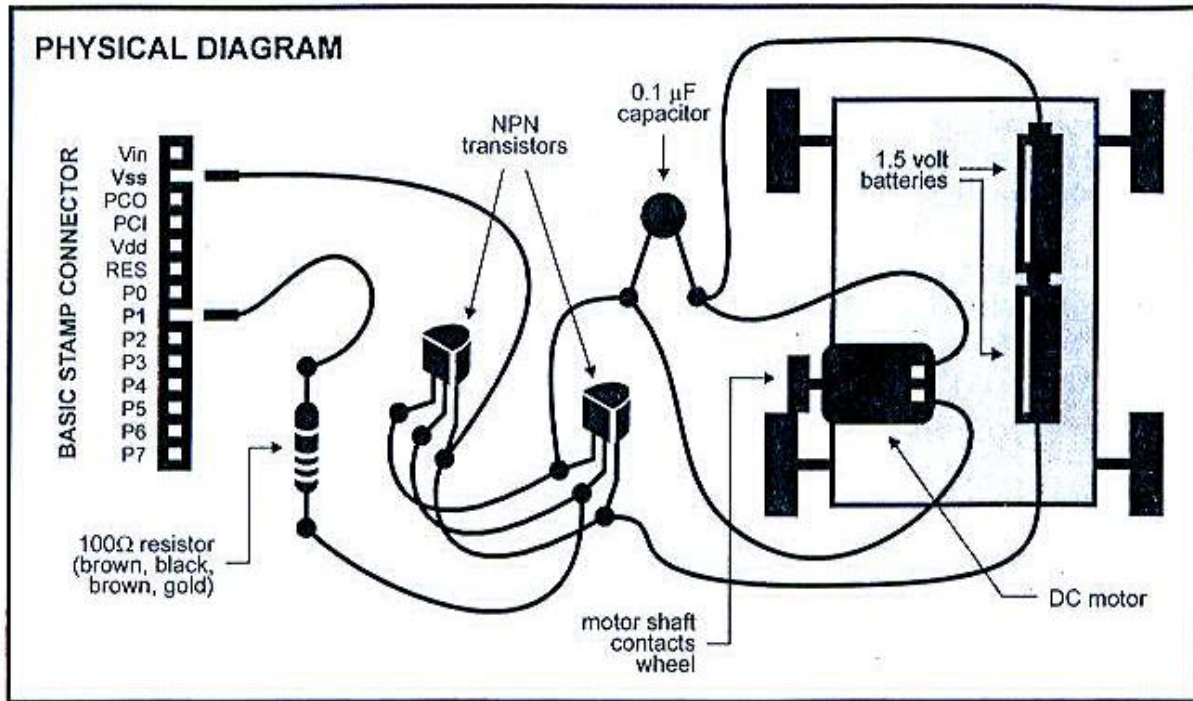 PHYSICAL DIAGRAM
0.1 µF
capacitor
NPN
transistors
1.5 volt
batteries
BASIC STAMP CONNECTOR
Vin
Vss
PCO
PCI
Vdd
RES
P0
P1
P2
P3
P4
P5
P6
P7
100Ω resistor
(brown, black,
brown, gold)
motor shaft
contacts
wheel
DC motor